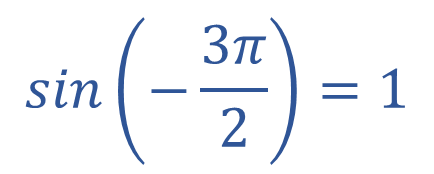 sin(-3π/2) = 1